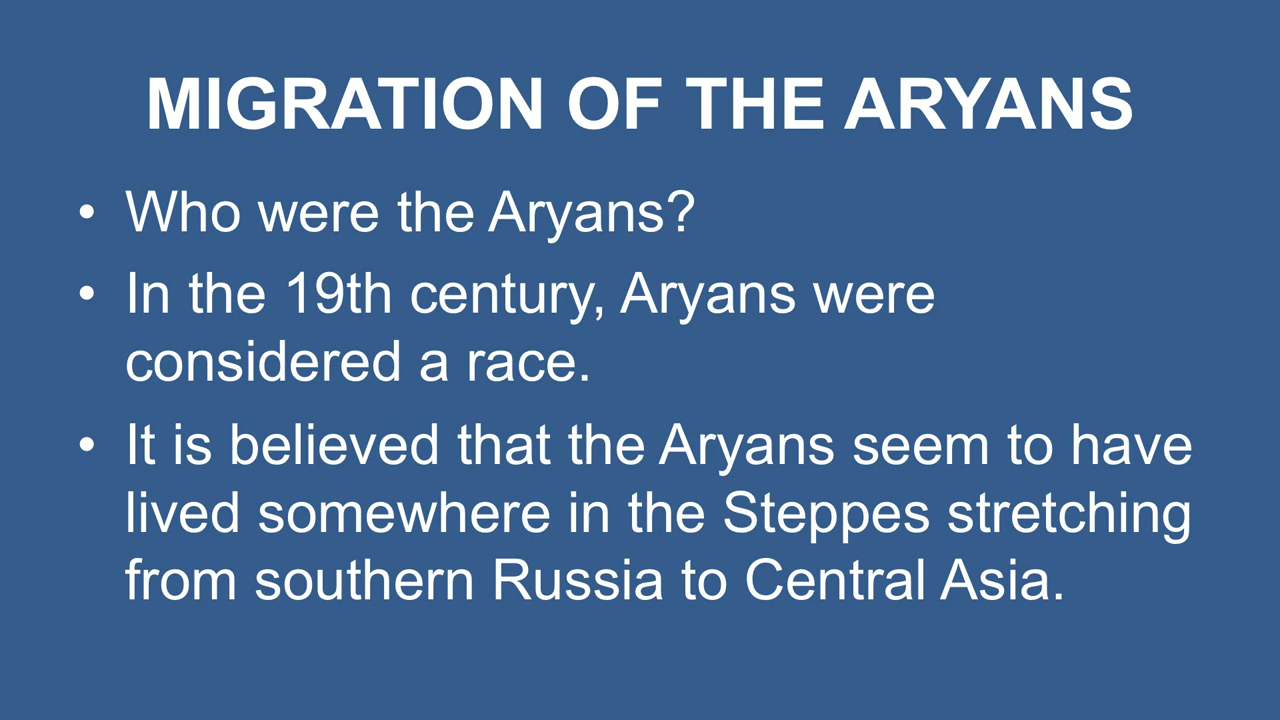 MIGRATION OF THE ARYANS
• Who were the Aryans?
• In the 19th century, Aryans were
considered a race.
• It is believed that the Aryans seem to have
lived somewhere in the Steppes stretching
from southern Russia to Central Asia.